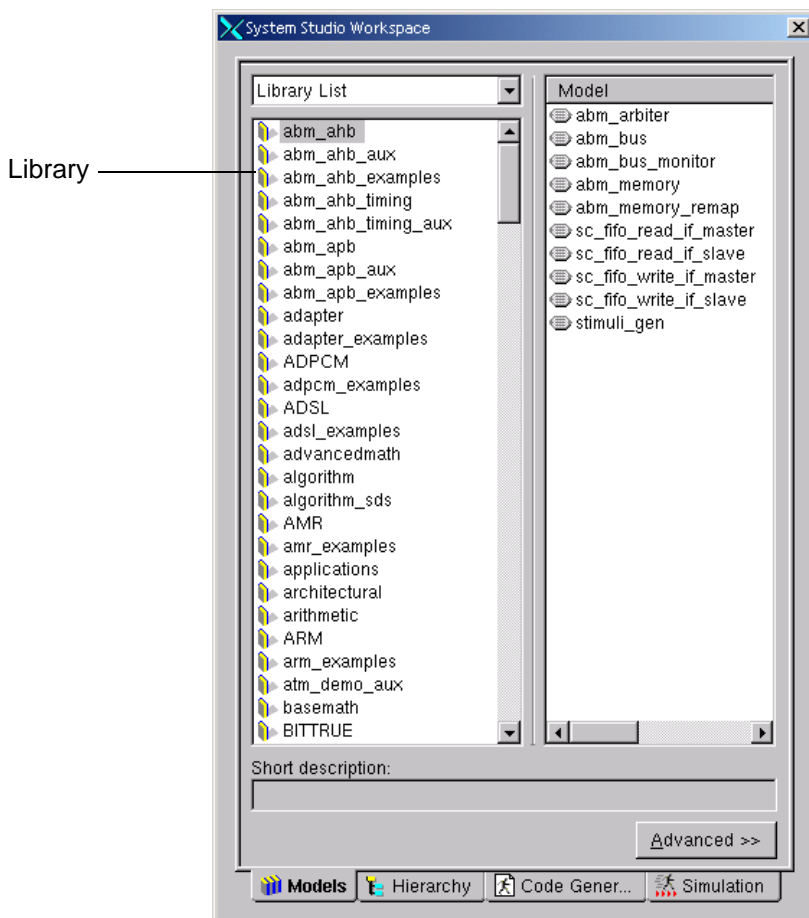 System Studio Workspace
Library List
Library
abm_ahb
abm_ahb_aux
abm_ahb_examples
abm_ahb_timing
abm_ahb_timing_aux
abm_apb
abm_apb_aux
abm_apb_examples
adapter
adapter_examples
ADPCM
adpcm_examples
ADSL
adsl_examples
advancedmath
algorithm
algorithm_sds
AMR
amr_examples
applications
architectural
arithmetic
ARM
arm_examples
atm_demo_aux
basemath
BITTRUE
Model
abm_arbiter
abm_bus
abm_bus_monitor
abm_memory
abm_memory_remap
sc_fifo_read_if_master
sc_fifo_read_if_slave
sc_fifo_write_if_master
sc_fifo_write_if_slave
stimuli_gen
Short description:
Advanced >>
Models Hierarchy Code Gener... Simulation